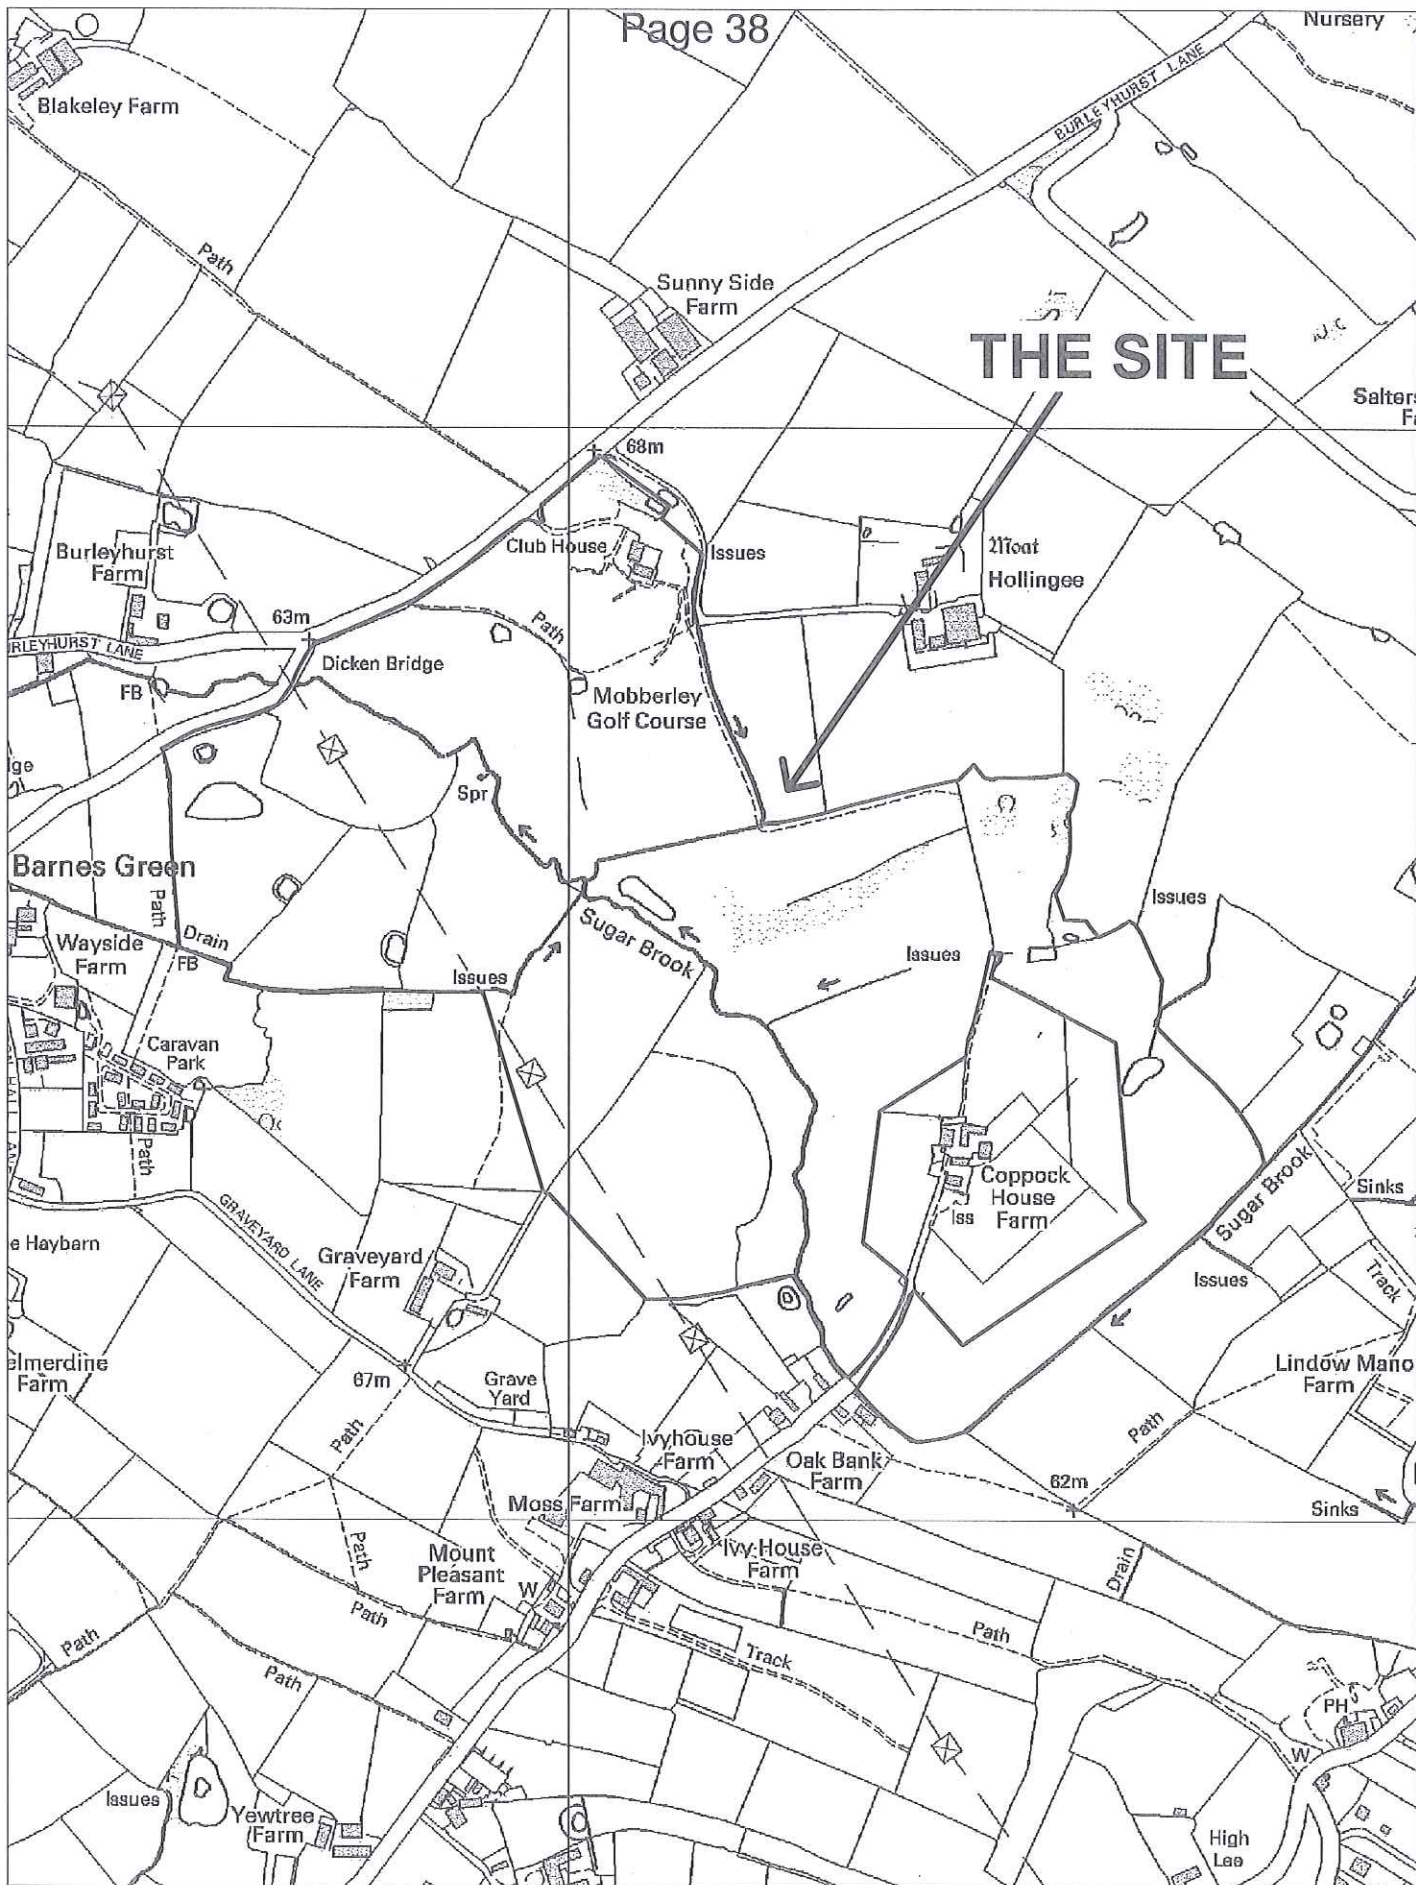 Page 38
Nursery
BURLEYHURST LANE
Blakeley Farm
Path
Sunny Side
Farm
THE SITE
68m
Club House
Issues
Moat
Hollingee
Burleyhurst
Farm
63m
Path
Dicken Bridge
FB
Mobberley
Golf Course
Spr
Barnes Green
Path
Drain
FB
Wayside
Farm
Issues
Sugar Brook
Issues
Issues
Caravan
Park
Path
GRAVEYARD LANE
Coppock
House
Farm
Iss
Sugar Brook
Sinks
Issues
Track
e Haybarn
Graveyard
Farm
elmerdine
Farm
67m
Grave
Yard
Lindow Mano
Farm
Path
Path
Ivyhouse
Farm
Oak Bank
Farm
62m
Moss Farm
Sinks
Ivy House
Farm
Path
Mount
Pleasant
Farm
W
Drain
Path
Path
Path
Track
Path
PH
W
Issues
Yewtree
Farm
High
Lee